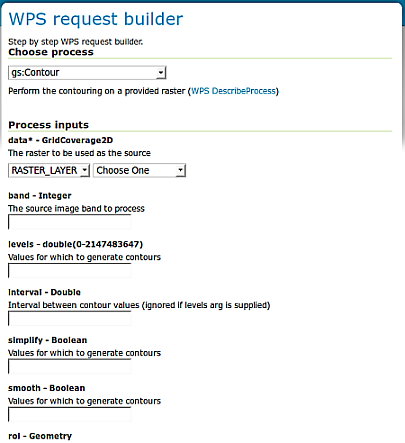 WPS request builder
Step by step WPS request builder.
Choose process
gs:Contour
Perform the contouring on a provided raster (WPS DescribeProcess)
Process inputs
data* - GridCoverage2D
The raster to be used as the source
RASTER_LAYER Choose One
band - Integer
The source image band to process
levels - double(0-2147483647)
Values for which to generate contours
interval - Double
Interval between contour values (ignored if levels arg is supplied)
simplify - Boolean
Values for which to generate contours
smooth - Boolean
Values for which to generate contours
roi - Geometry